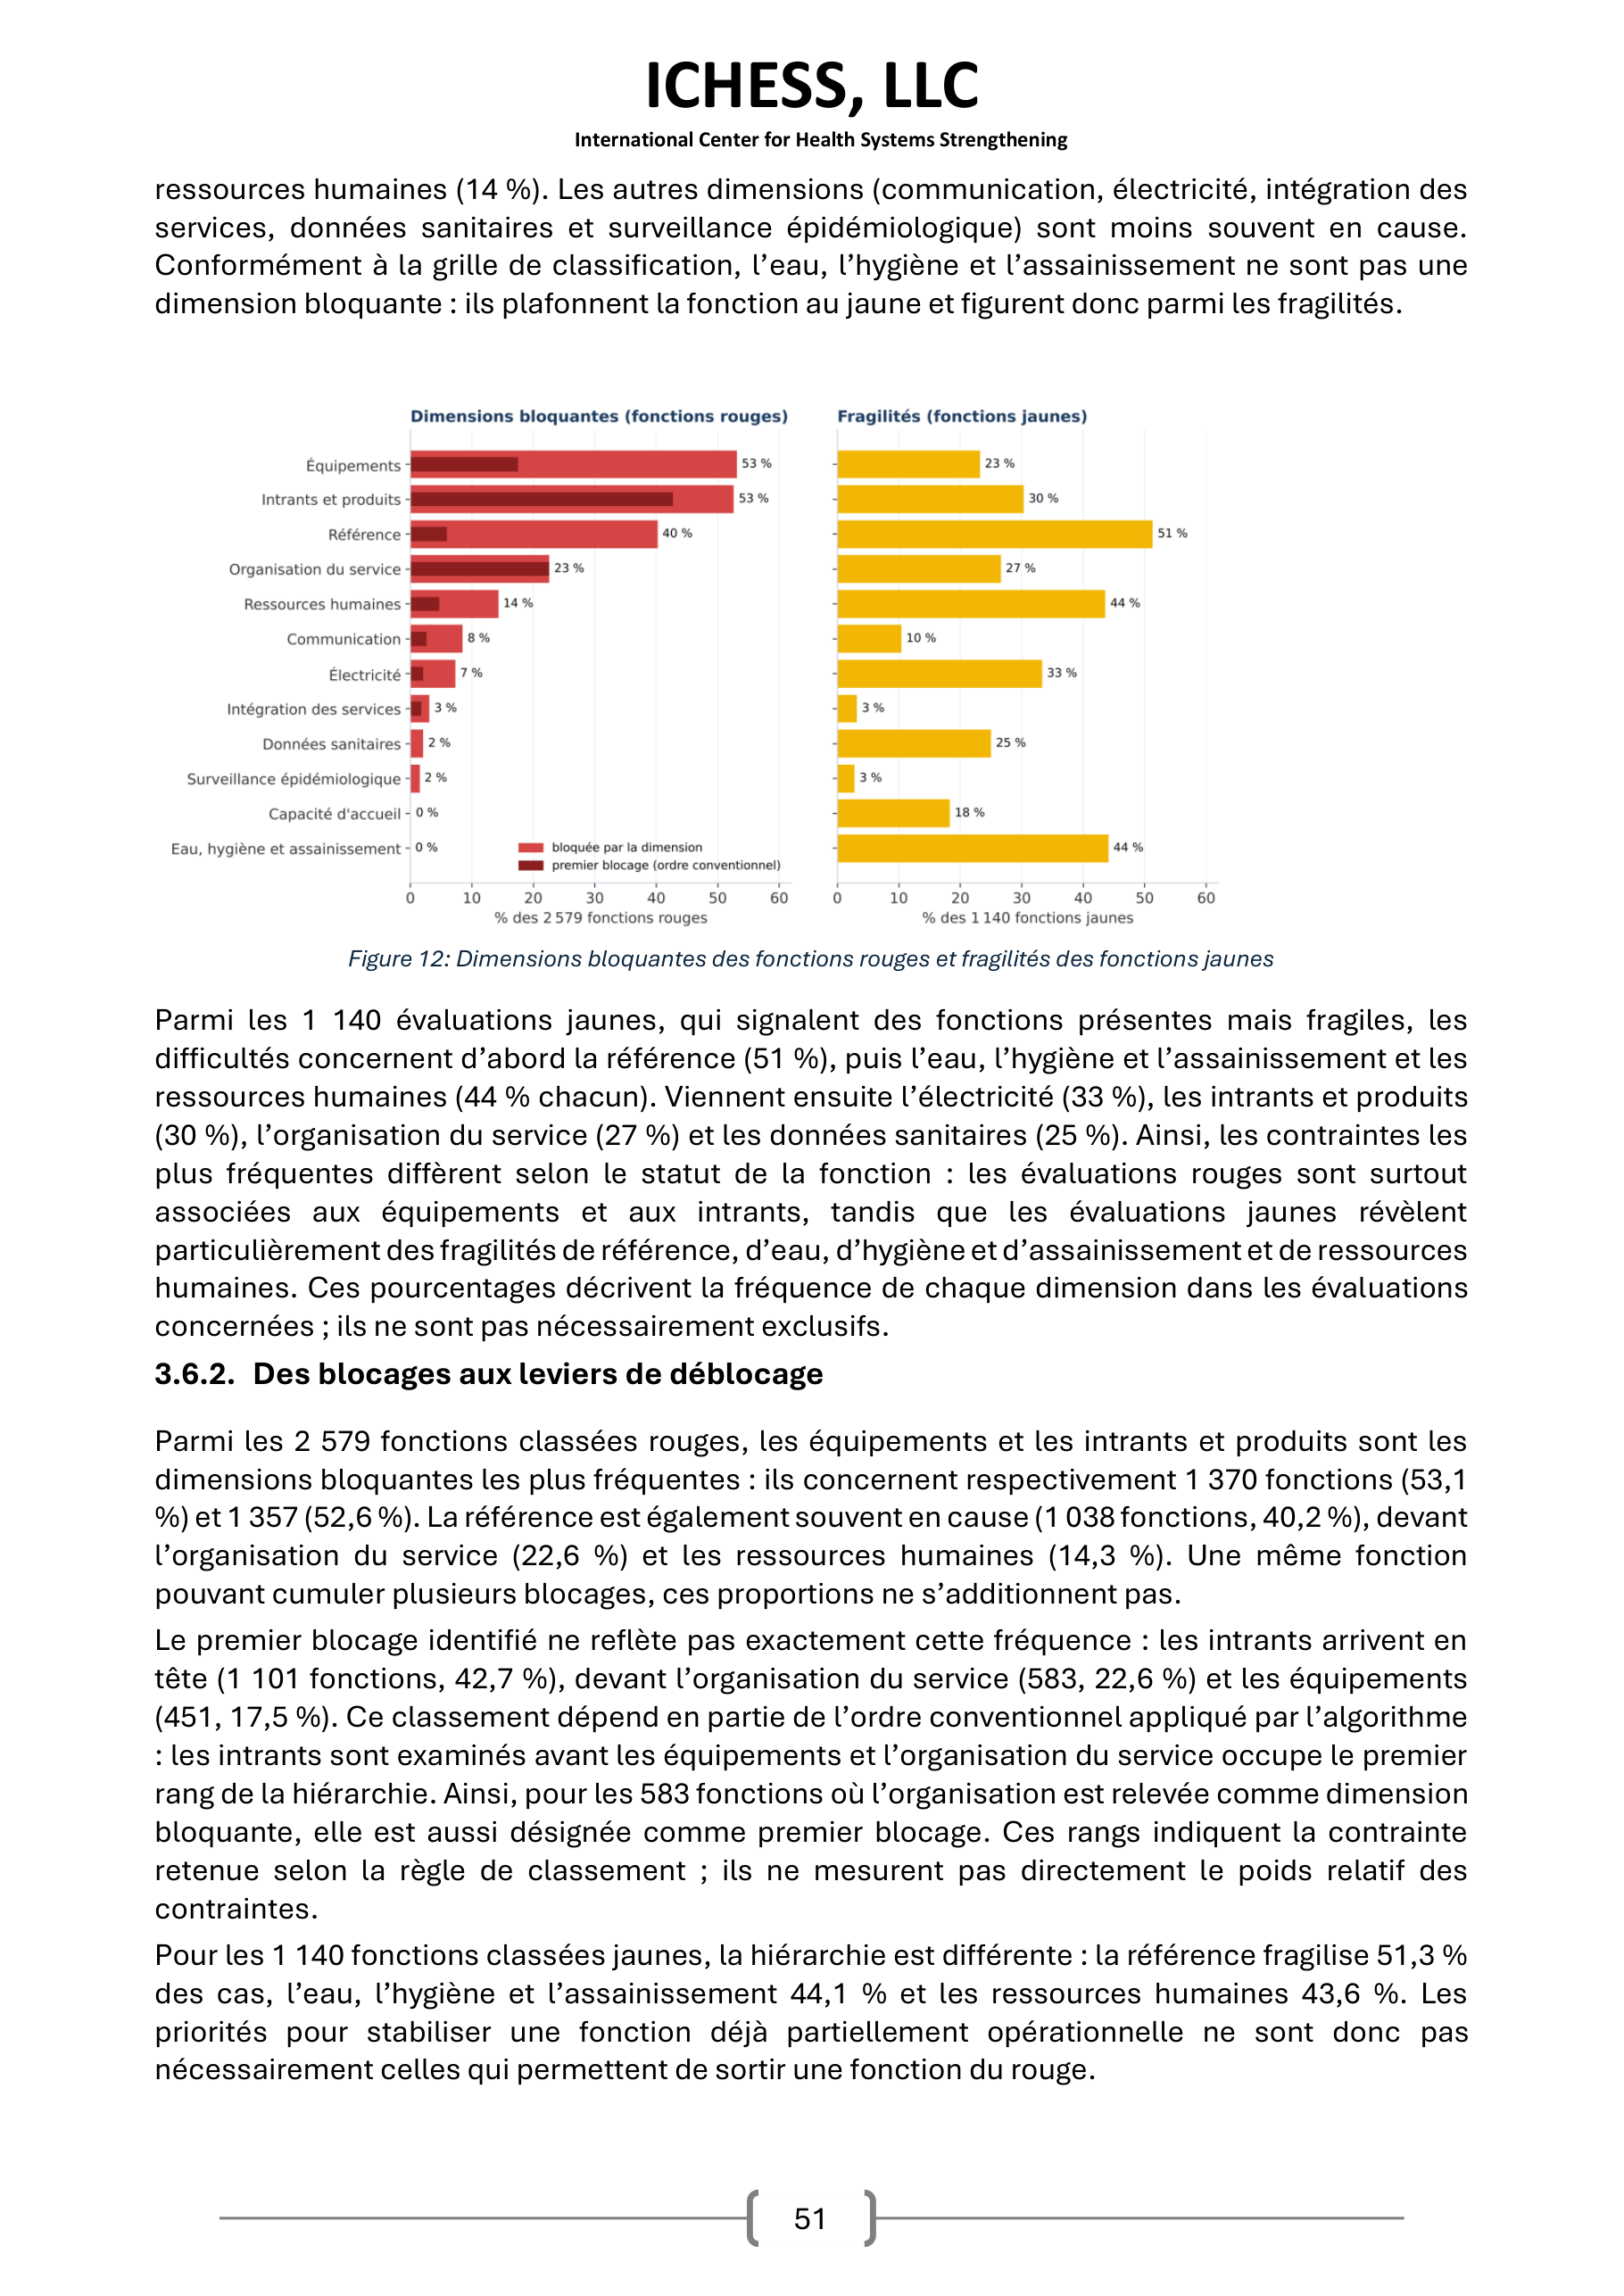 ICHESS, LLC
International Center for Health Systems Strengthening
ressources humaines (14 %). Les autres dimensions (communication, électricité, intégration des
services, données sanitaires et surveillance épidémiologique) sont moins souvent en cause.
Conformément à la grille de classification, l’eau, l’hygiène et l’assainissement ne sont pas une
dimension bloquante : ils plafonnent la fonction au jaune et figurent donc parmi les fragilités.
Dimensions bloquantes (fonctions rouges)
Équipements 53 %
Intrants et produits 53 %
Référence 40 %
Organisation du service 23 %
Ressources humaines 14 %
Communication 8 %
Électricité 7 %
Intégration des services 3 %
Données sanitaires 2 %
Surveillance épidémiologique 2 %
Capacité d'accueil 0 %
Eau, hygiène et assainissement 0 %
bloquée par la dimension
premier blocage (ordre conventionnel)
0 10 20 30 40 50 60
% des 2 579 fonctions rouges
Fragilités (fonctions jaunes)
23 %
30 %
51 %
27 %
44 %
10 %
33 %
3 %
25 %
3 %
18 %
44 %
0 10 20 30 40 50 60
% des 1 140 fonctions jaunes
Figure 12: Dimensions bloquantes des fonctions rouges et fragilités des fonctions jaunes
Parmi les 1 140 évaluations jaunes, qui signalent des fonctions présentes mais fragiles, les
difficultés concernent d’abord la référence (51 %), puis l’eau, l’hygiène et l’assainissement et les
ressources humaines (44 % chacun). Viennent ensuite l’électricité (33 %), les intrants et produits
(30 %), l’organisation du service (27 %) et les données sanitaires (25 %). Ainsi, les contraintes les
plus fréquentes diffèrent selon le statut de la fonction : les évaluations rouges sont surtout
associées aux équipements et aux intrants, tandis que les évaluations jaunes révèlent
particulièrement des fragilités de référence, d’eau, d’hygiène et d’assainissement et de ressources
humaines. Ces pourcentages décrivent la fréquence de chaque dimension dans les évaluations
concernées ; ils ne sont pas nécessairement exclusifs.
3.6.2. Des blocages aux leviers de déblocage
Parmi les 2 579 fonctions classées rouges, les équipements et les intrants et produits sont les
dimensions bloquantes les plus fréquentes : ils concernent respectivement 1 370 fonctions (53,1
%) et 1 357 (52,6 %). La référence est également souvent en cause (1 038 fonctions, 40,2 %), devant
l’organisation du service (22,6 %) et les ressources humaines (14,3 %). Une même fonction
pouvant cumuler plusieurs blocages, ces proportions ne s’additionnent pas.
Le premier blocage identifié ne reflète pas exactement cette fréquence : les intrants arrivent en
tête (1 101 fonctions, 42,7 %), devant l’organisation du service (583, 22,6 %) et les équipements
(451, 17,5 %). Ce classement dépend en partie de l’ordre conventionnel appliqué par l’algorithme
: les intrants sont examinés avant les équipements et l’organisation du service occupe le premier
rang de la hiérarchie. Ainsi, pour les 583 fonctions où l’organisation est relevée comme dimension
bloquante, elle est aussi désignée comme premier blocage. Ces rangs indiquent la contrainte
retenue selon la règle de classement ; ils ne mesurent pas directement le poids relatif des
contraintes.
Pour les 1 140 fonctions classées jaunes, la hiérarchie est différente : la référence fragilise 51,3 %
des cas, l’eau, l’hygiène et l’assainissement 44,1 % et les ressources humaines 43,6 %. Les
priorités pour stabiliser une fonction déjà partiellement opérationnelle ne sont donc pas
nécessairement celles qui permettent de sortir une fonction du rouge.
51